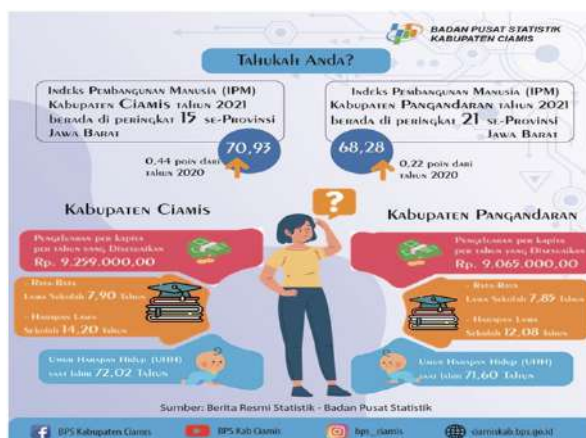 BADAN PUSAT STATISTIK
KABUPATEN CIAMIS
Tahukah Anda?
Indeks Pembangunan Manusia (IPM)
Kabupaten Ciamis tahun 2021
berada di peringkat 15 se-Provinsi
Jawa Barat
70,93
0,44 poin dari
tahun 2020
Indeks Pembangunan Manusia (IPM)
Kabupaten Pangandaran tahun 2021
berada di peringkat 21 se-Provinsi
Jawa Barat
68,28
0,22 poin dari
tahun 2020
?
Kabupaten Ciamis
Pengeluaran per kapita
per tahun yang Disesuaikan
Rp. 9.259.000,00
- Rata-Rata
Lama Sekolah 7,90 Tahun
- Harapan Lama
Sekolah 14,20 Tahun
Umur Harapan Hidup (UHH)
saat lahir 72,02 Tahun
Kabupaten Pangandaran
Pengeluaran per kapita
per tahun yang Disesuaikan
Rp. 9.065.000,00
- Rata-Rata
Lama Sekolah 7,85 Tahun
- Harapan Lama
Sekolah 12,08 Tahun
Umur Harapan Hidup (UHH)
saat lahir 71,60 Tahun
Sumber: Berita Resmi Statistik - Badan Pusat Statistik
BPS Kabupaten Ciamis
BPS Kab Ciamis
bps_ciamis
ciamiskab.bps.go.id